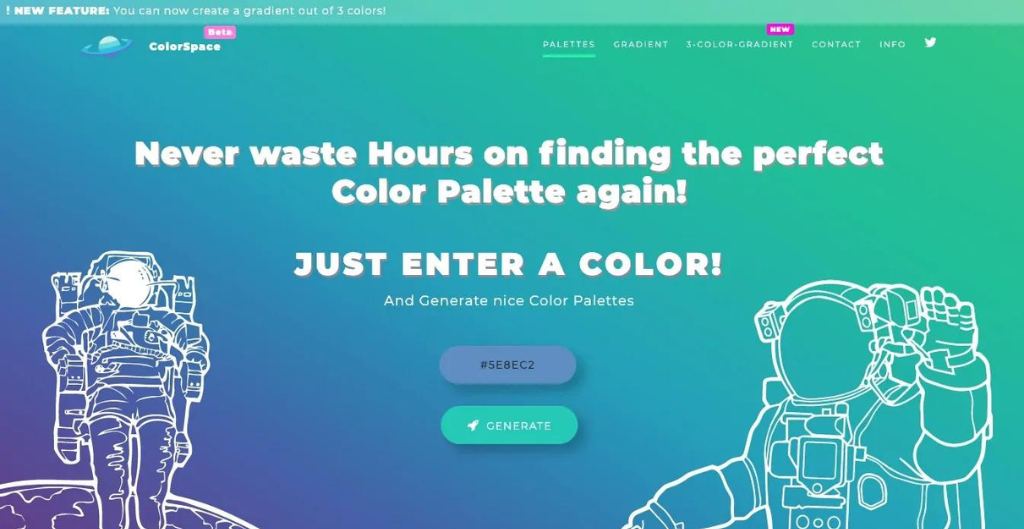 ! NEW FEATURE: You can now create a gradient out of 3 colors!
Beta
ColorSpace
NEW
PALETTES GRADIENT 3-COLOR-GRADIENT CONTACT INFO
Never waste Hours on finding the perfect
Color Palette again!
JUST ENTER A COLOR!
And Generate nice Color Palettes
#5E8EC2
GENERATE